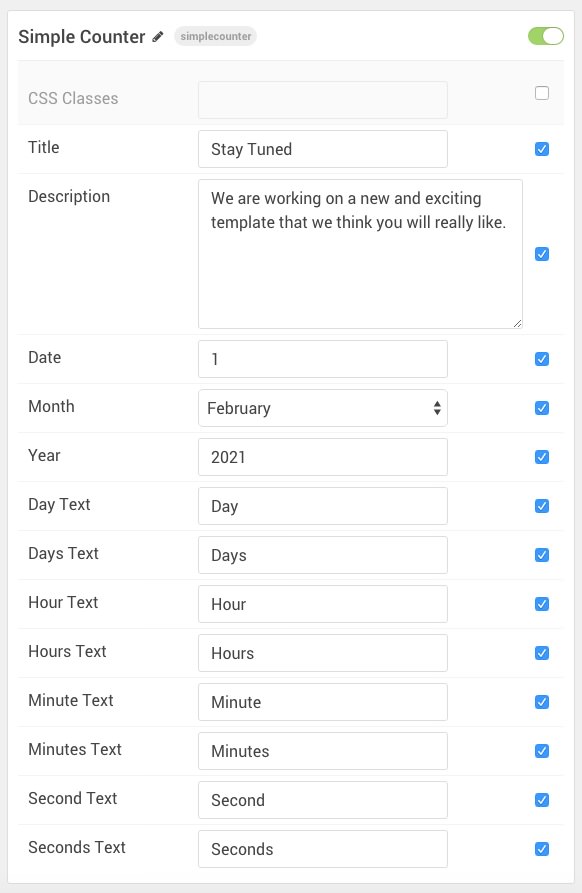 Simple Counter simplecounter
CSS Classes
Title Stay Tuned
Description We are working on a new and exciting
template that we think you will really like.
Date 1
Month February
Year 2021
Day Text Day
Days Text Days
Hour Text Hour
Hours Text Hours
Minute Text Minute
Minutes Text Minutes
Second Text Second
Seconds Text Seconds